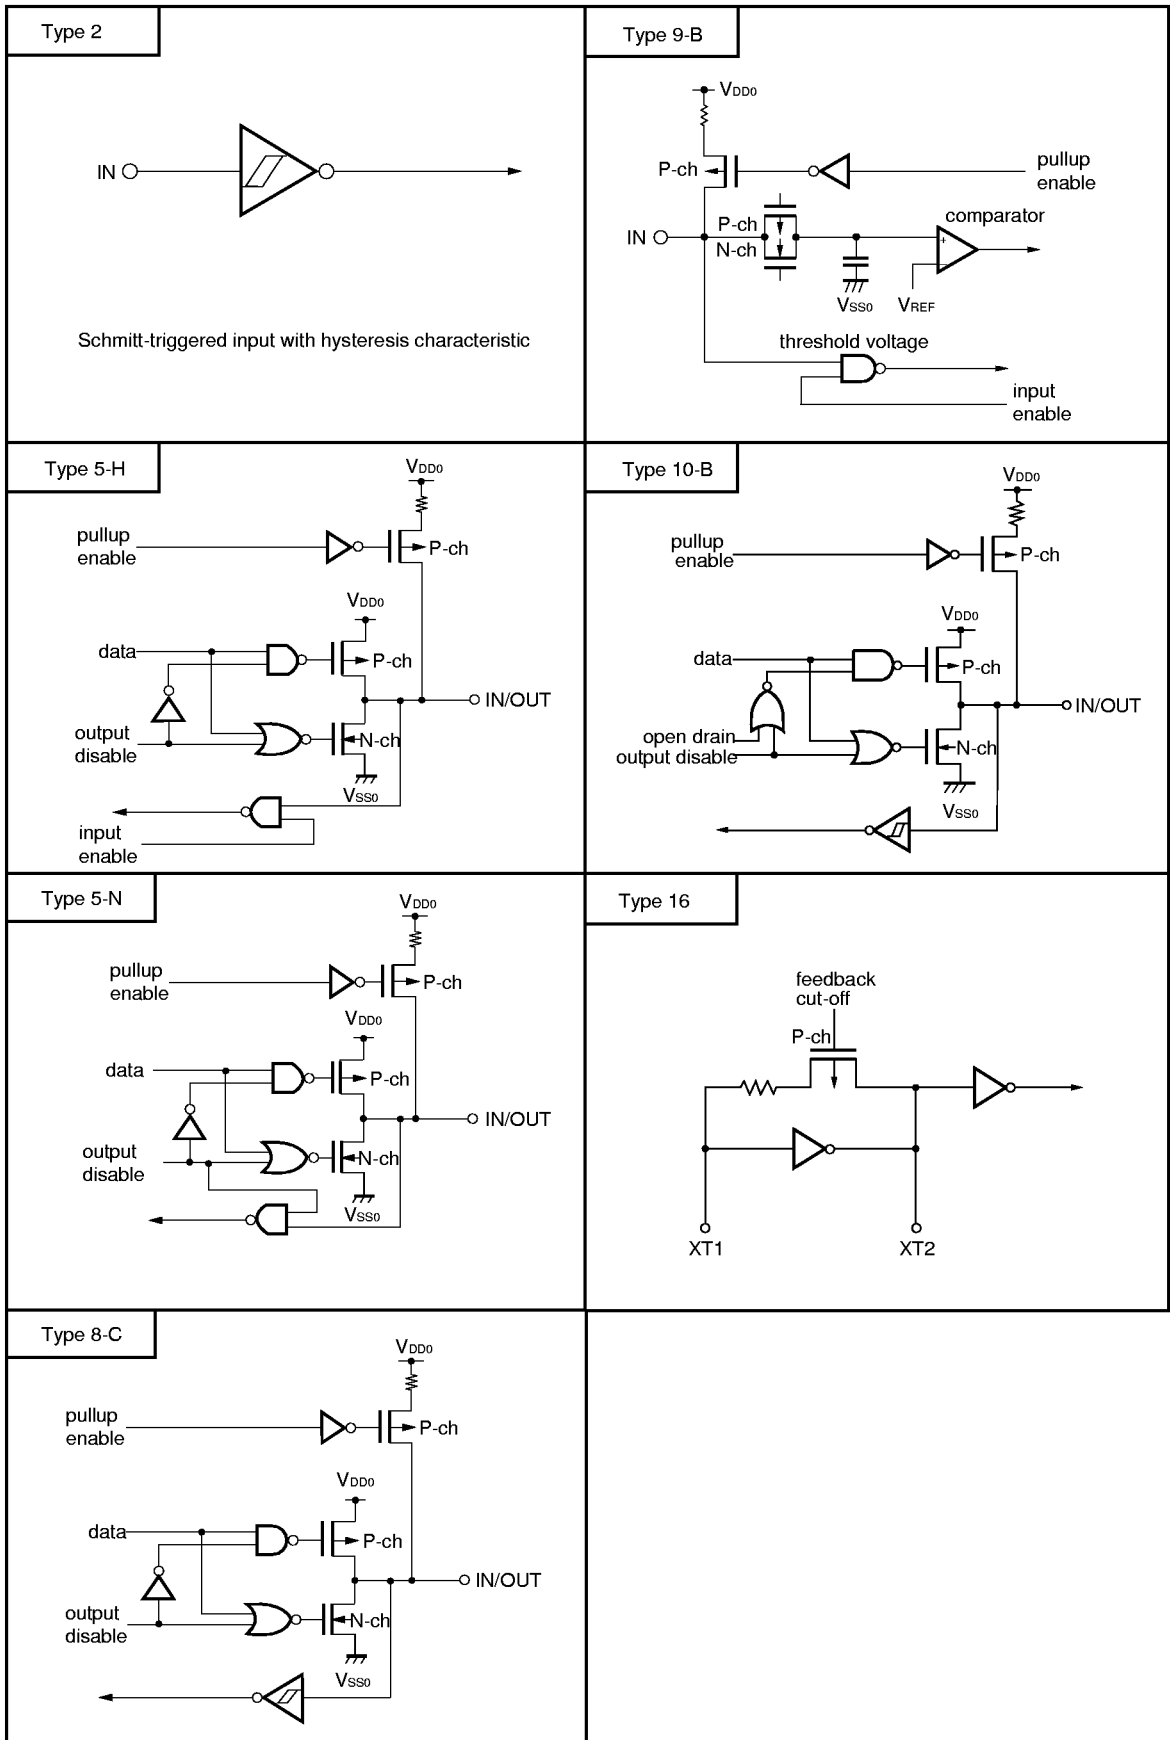 Type 2
IN
Schmitt-triggered input with hysteresis characteristic
Type 9-B
VDD0
P-ch
pullup
enable
comparator
P-ch
IN
N-ch
+
-
VSS0
VREF
threshold voltage
input
enable
Type 5-H
VDD0
pullup
enable
P-ch
VDD0
data
P-ch
IN/OUT
output
disable
N-ch
VSS0
input
enable
Type 10-B
VDD0
pullup
enable
P-ch
VDD0
data
P-ch
IN/OUT
open drain
output disable
N-ch
VSS0
Type 5-N
VDD0
pullup
enable
P-ch
VDD0
data
P-ch
IN/OUT
output
disable
N-ch
VSS0
Type 16
feedback
cut-off
P-ch
XT1
XT2
Type 8-C
VDD0
pullup
enable
P-ch
VDD0
data
P-ch
IN/OUT
output
disable
N-ch
VSS0